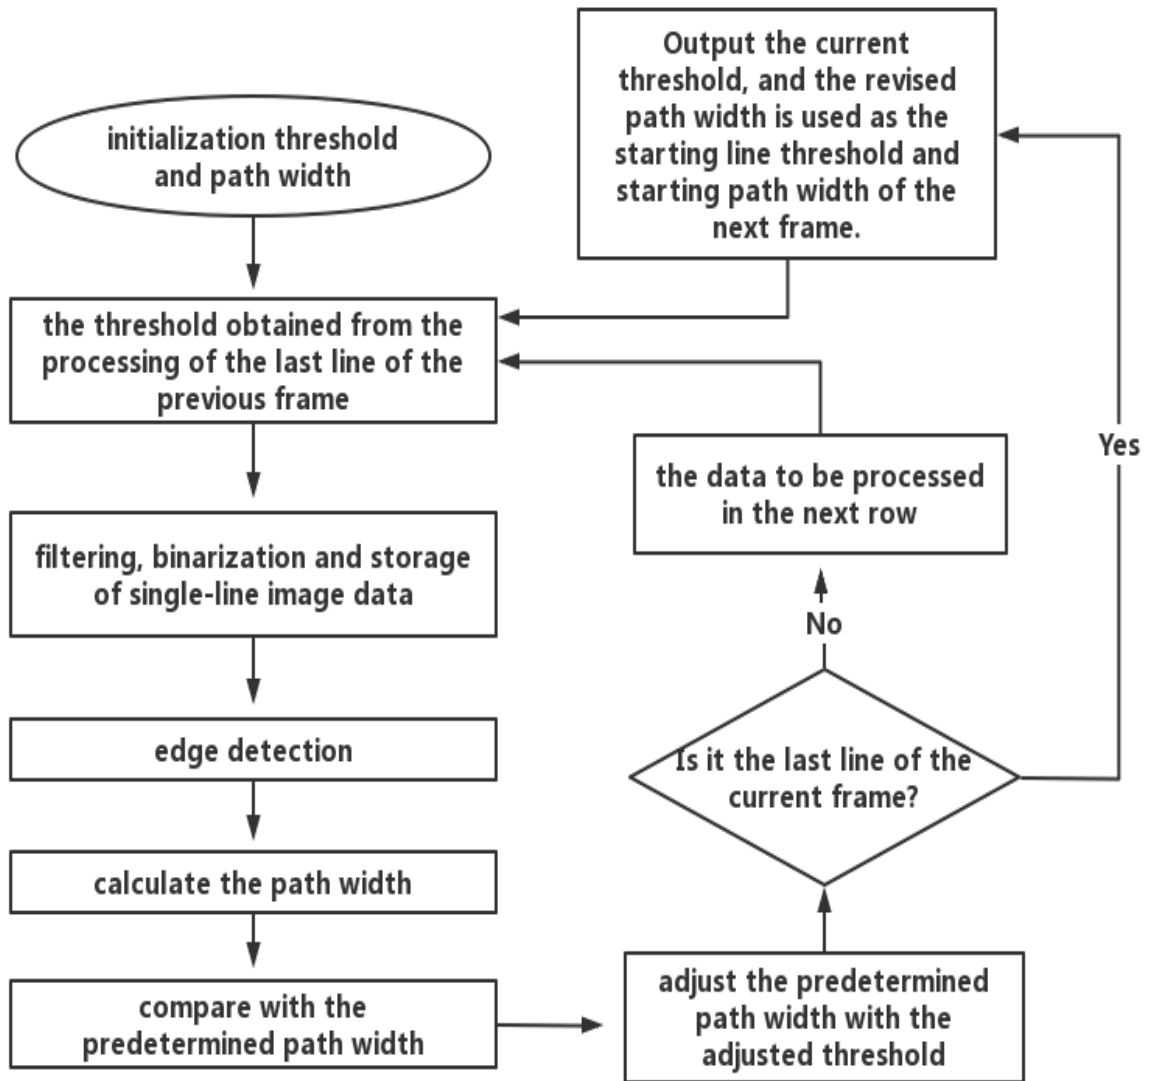 initialization threshold
and path width
the threshold obtained from the
processing of the last line of the
previous frame
filtering, binarization and storage
of single-line image data
edge detection
calculate the path width
compare with the
predetermined path width
adjust the predetermined
path width with the
adjusted threshold
Is it the last line of the
current frame?
No
the data to be processed
in the next row
Yes
Output the current
threshold, and the revised
path width is used as the
starting line threshold and
starting path width of the
next frame.